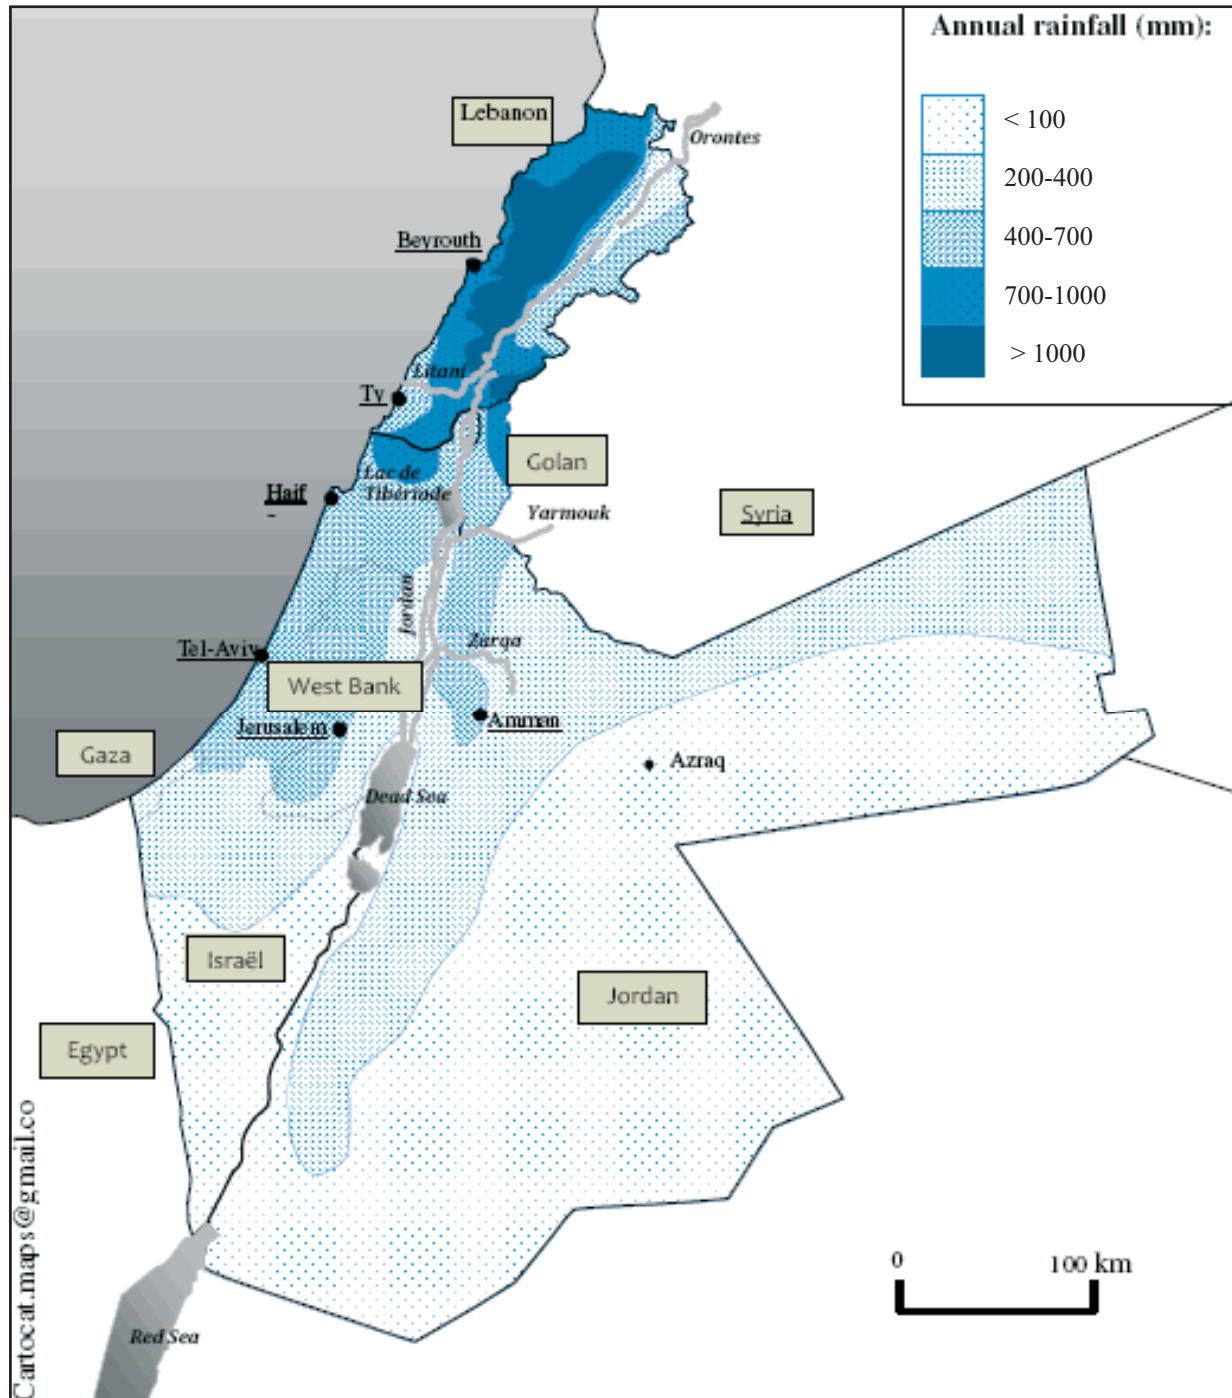 Annual rainfall (mm):
< 100
200-400
400-700
700-1000
> 1000
Lebanon
Orontes
Beyrouth
Litani
Ty
Golan
Lac de
Tibériade
Haif
-
Yarmouk
Syria
Jordan
Zarqa
Tel-Aviv
West Bank
Jerusalem
Amman
Gaza
Azraq
Dead Sea
Israël
Jordan
Egypt
Cartocat.maps@gmail.co
0 100 km
Red Sea